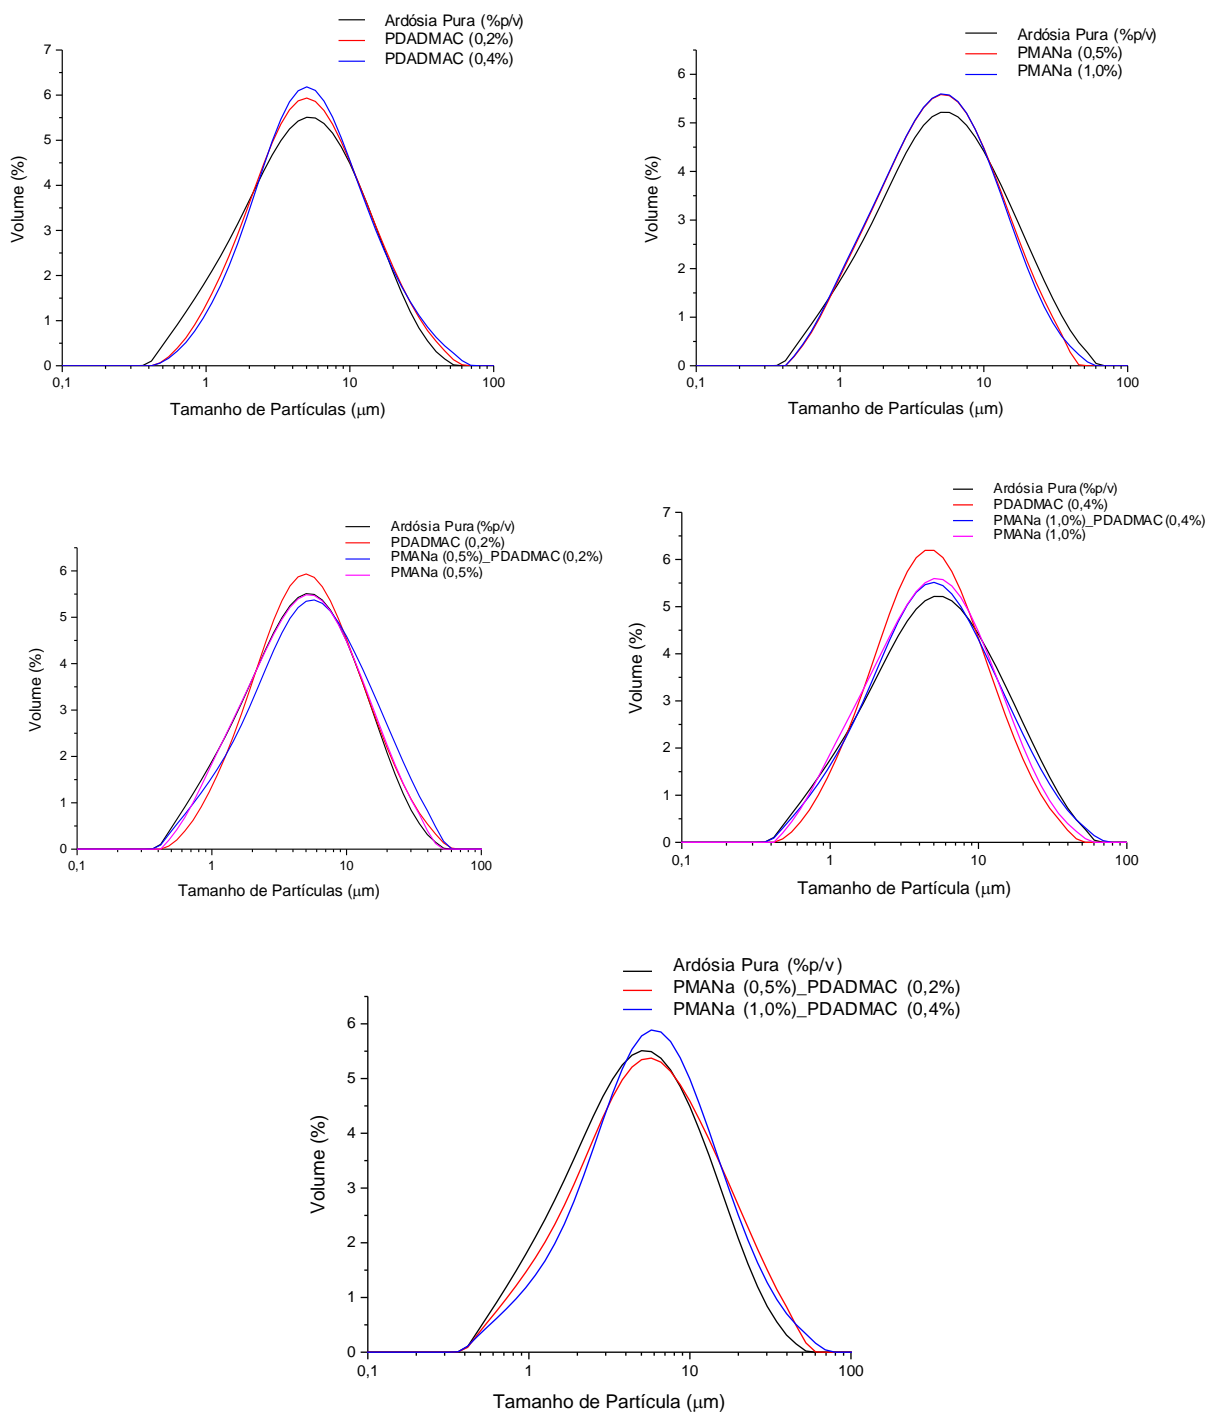 Ardósia Pura (%p/v)
PDADMAC (0,2%)
PDADMAC (0,4%)
7
6
5
4
3
2
1
0
Volume (%)
0,1
1
10
100
Tamanho de Partículas (μm)
Ardósia Pura (%p/v)
PMANa (0,5%)
PMANa (1,0%)
6
5
4
3
2
1
0
Volume (%)
0,1
1
10
100
Tamanho de Partículas (μm)
Ardósia Pura (%p/v)
PDADMAC (0,2%)
PMANa (0,5%)_PDADMAC (0,2%)
PMANa (0,5%)
6
5
4
3
2
1
0
Volume (%)
0,1
1
10
100
Tamanho de Partículas (μm)
Ardósia Pura (%p/v)
PDADMAC (0,4%)
PMANa (1,0%)_PDADMAC (0,4%)
PMANa (1,0%)
7
6
5
4
3
2
1
0
Volume (%)
0,1
1
10
100
Tamanho de Partícula (μm)
Ardósia Pura (%p/v)
PMANa (0,5%)_PDADMAC (0,2%)
PMANa (1,0%)_PDADMAC (0,4%)
6
5
4
3
2
1
0
Volume (%)
0,1
1
10
100
Tamanho de Partícula (μm)